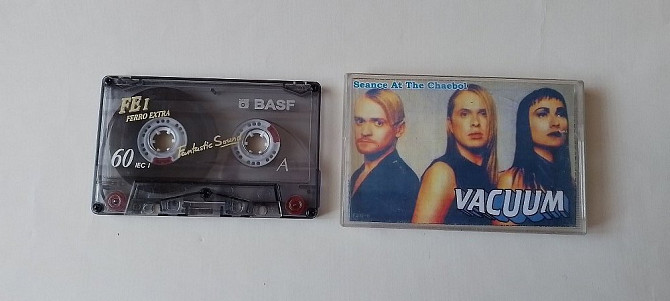 FE I
FERRO EXTRA
BASF
Fantastic Sound
60 IEC I
A
Seance At The Chaebol
VACUUM